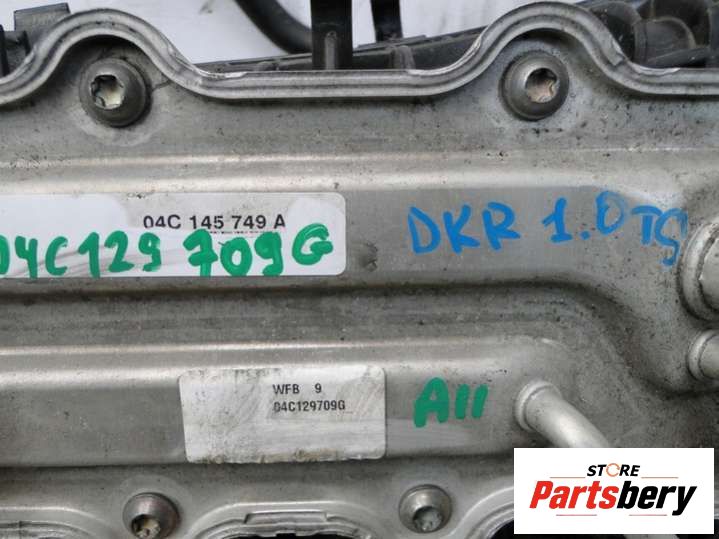 04C 145 749 A
04C129 709G
DKR 1.0TS
WFB 9
04C129709G
A11
STORE
Partsbery